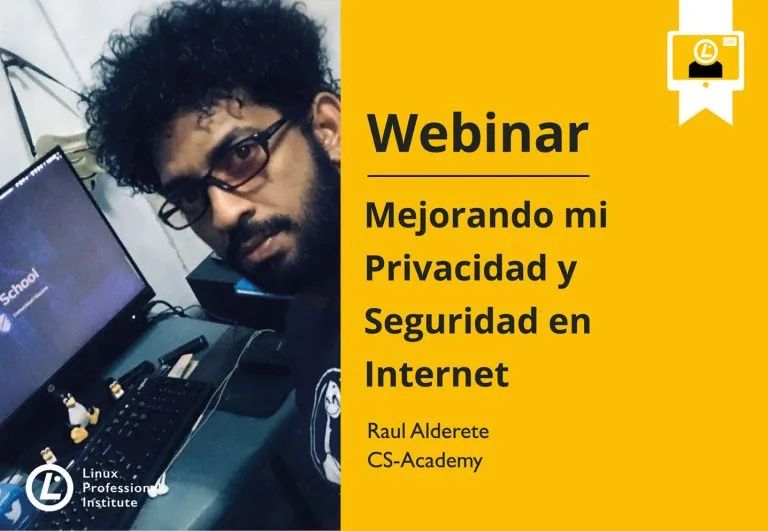 Webinar
Mejorando mi
Privacidad y
Seguridad en
Internet
Raul Alderete
CS-Academy
School
Linux
Professional
Institute